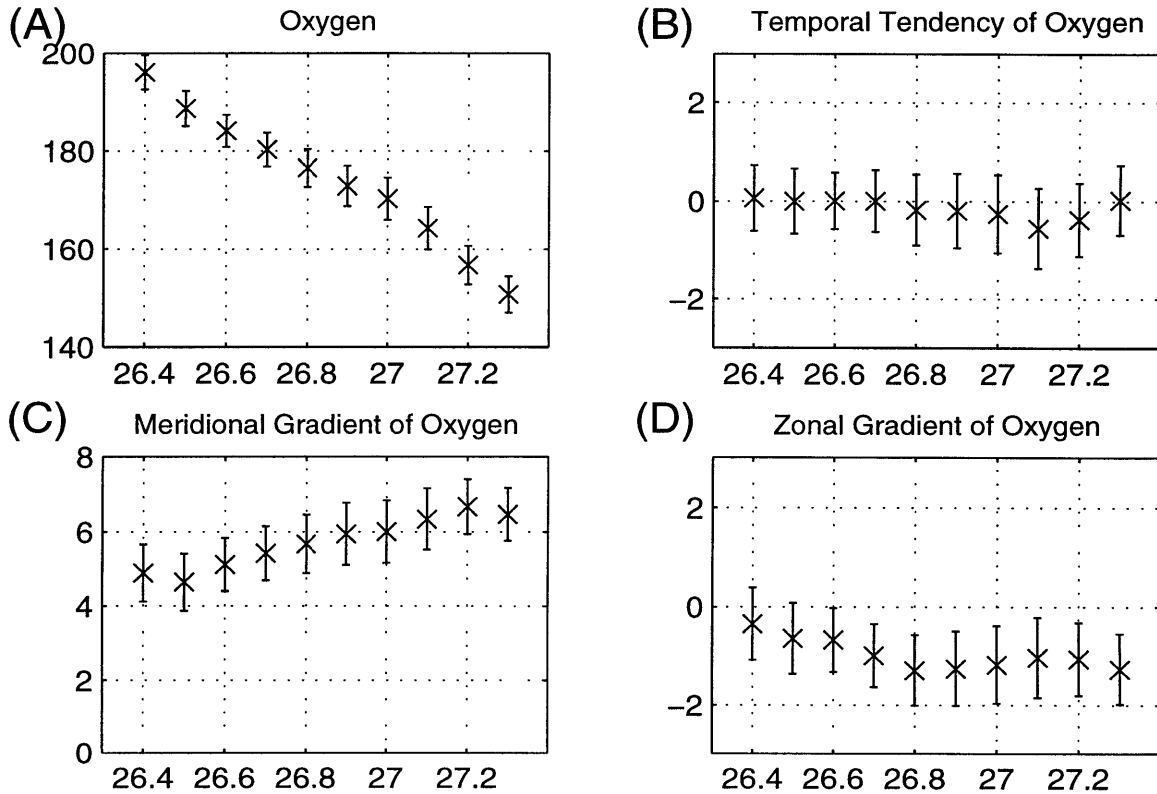 (A) Oxygen
200
180
160
140
26.4 26.6 26.8 27 27.2
(B) Temporal Tendency of Oxygen
2
0
−2
26.4 26.6 26.8 27 27.2
(C) Meridional Gradient of Oxygen
8
6
4
2
0
26.4 26.6 26.8 27 27.2
(D) Zonal Gradient of Oxygen
2
0
−2
26.4 26.6 26.8 27 27.2